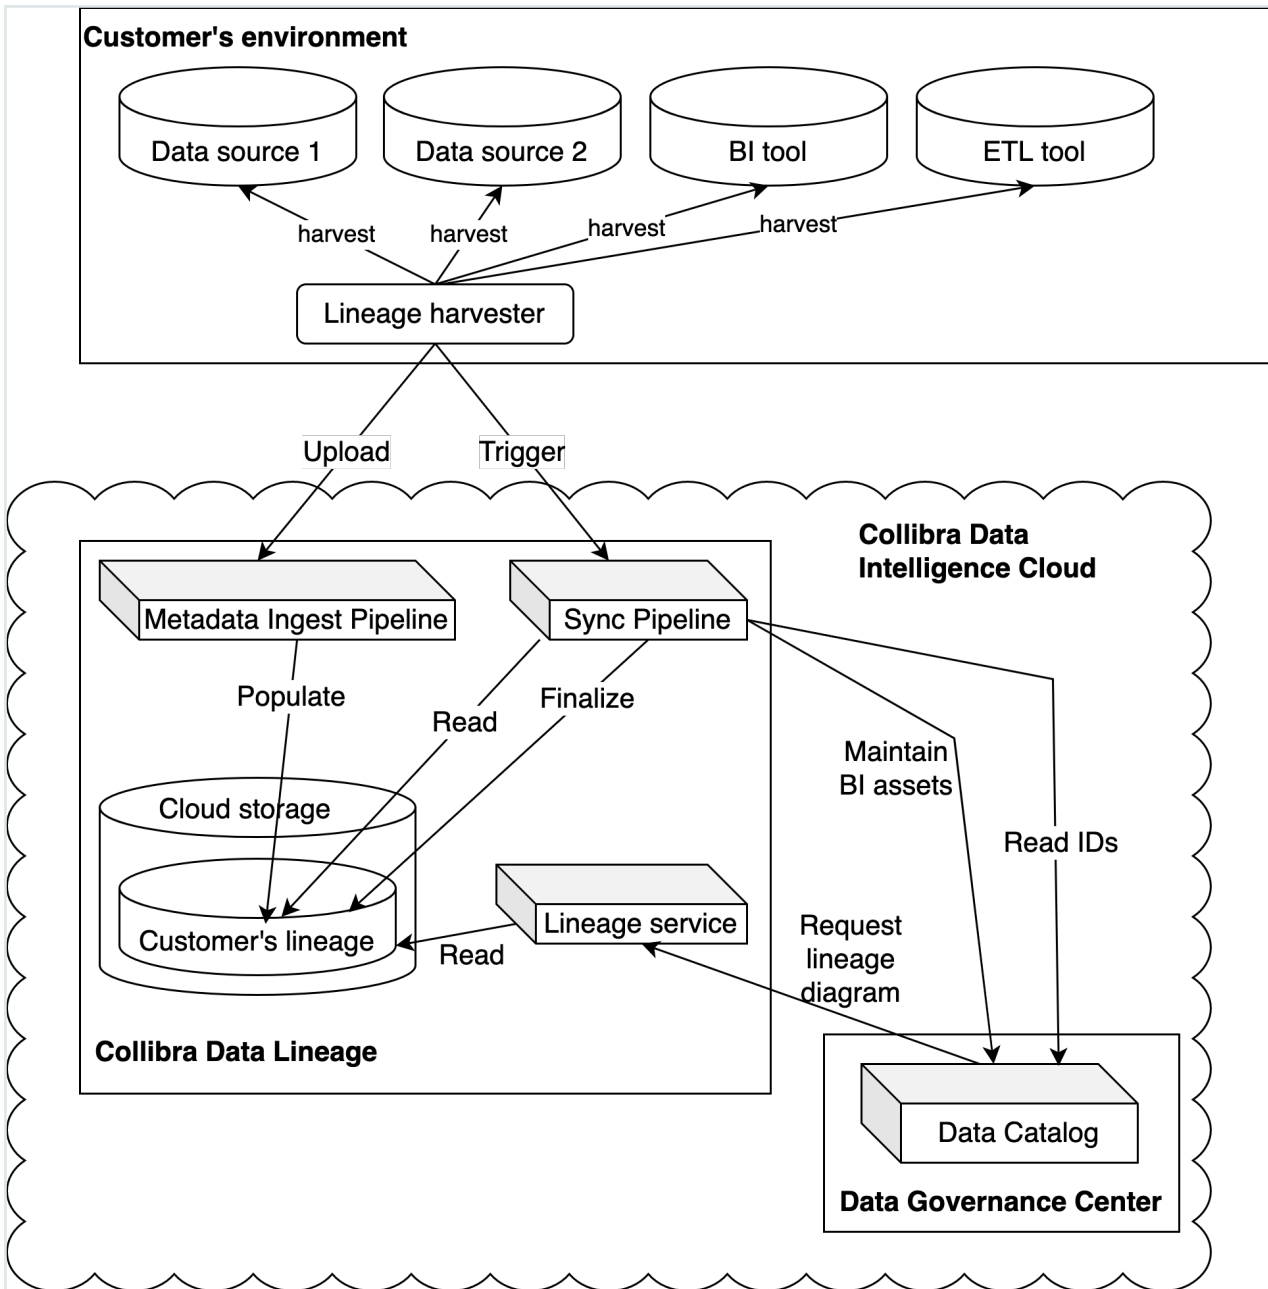 Customer's environment
Data source 1
Data source 2
BI tool
ETL tool
harvest
harvest
harvest
harvest
Lineage harvester
Upload
Trigger
Collibra Data
Intelligence Cloud
Metadata Ingest Pipeline
Sync Pipeline
Populate
Read
Finalize
Maintain
BI assets
Read IDs
Cloud storage
Customer's lineage
Read
Lineage service
Request
lineage
diagram
Collibra Data Lineage
Data Catalog
Data Governance Center